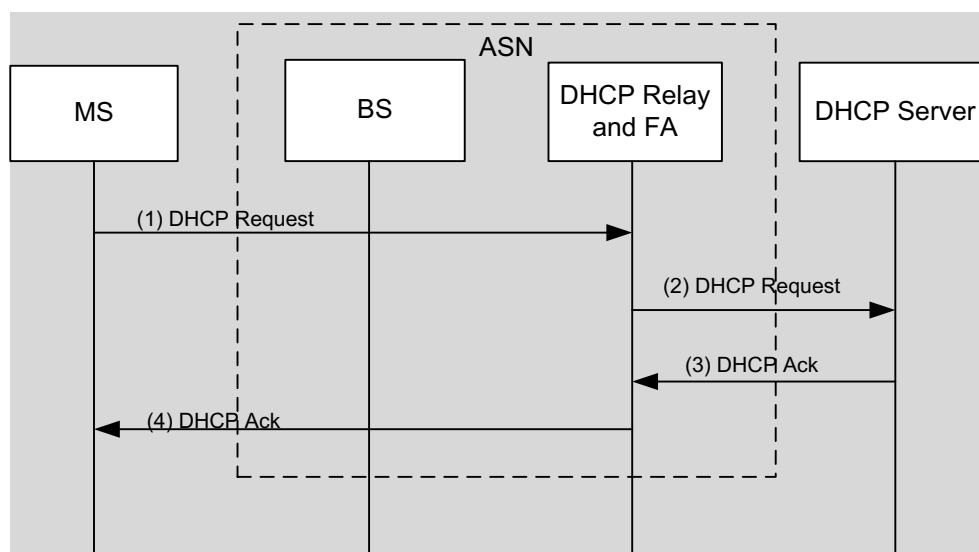 ASN
MS
BS
DHCP Relay
and FA
DHCP Server
(1) DHCP Request
(2) DHCP Request
(3) DHCP Ack
(4) DHCP Ack